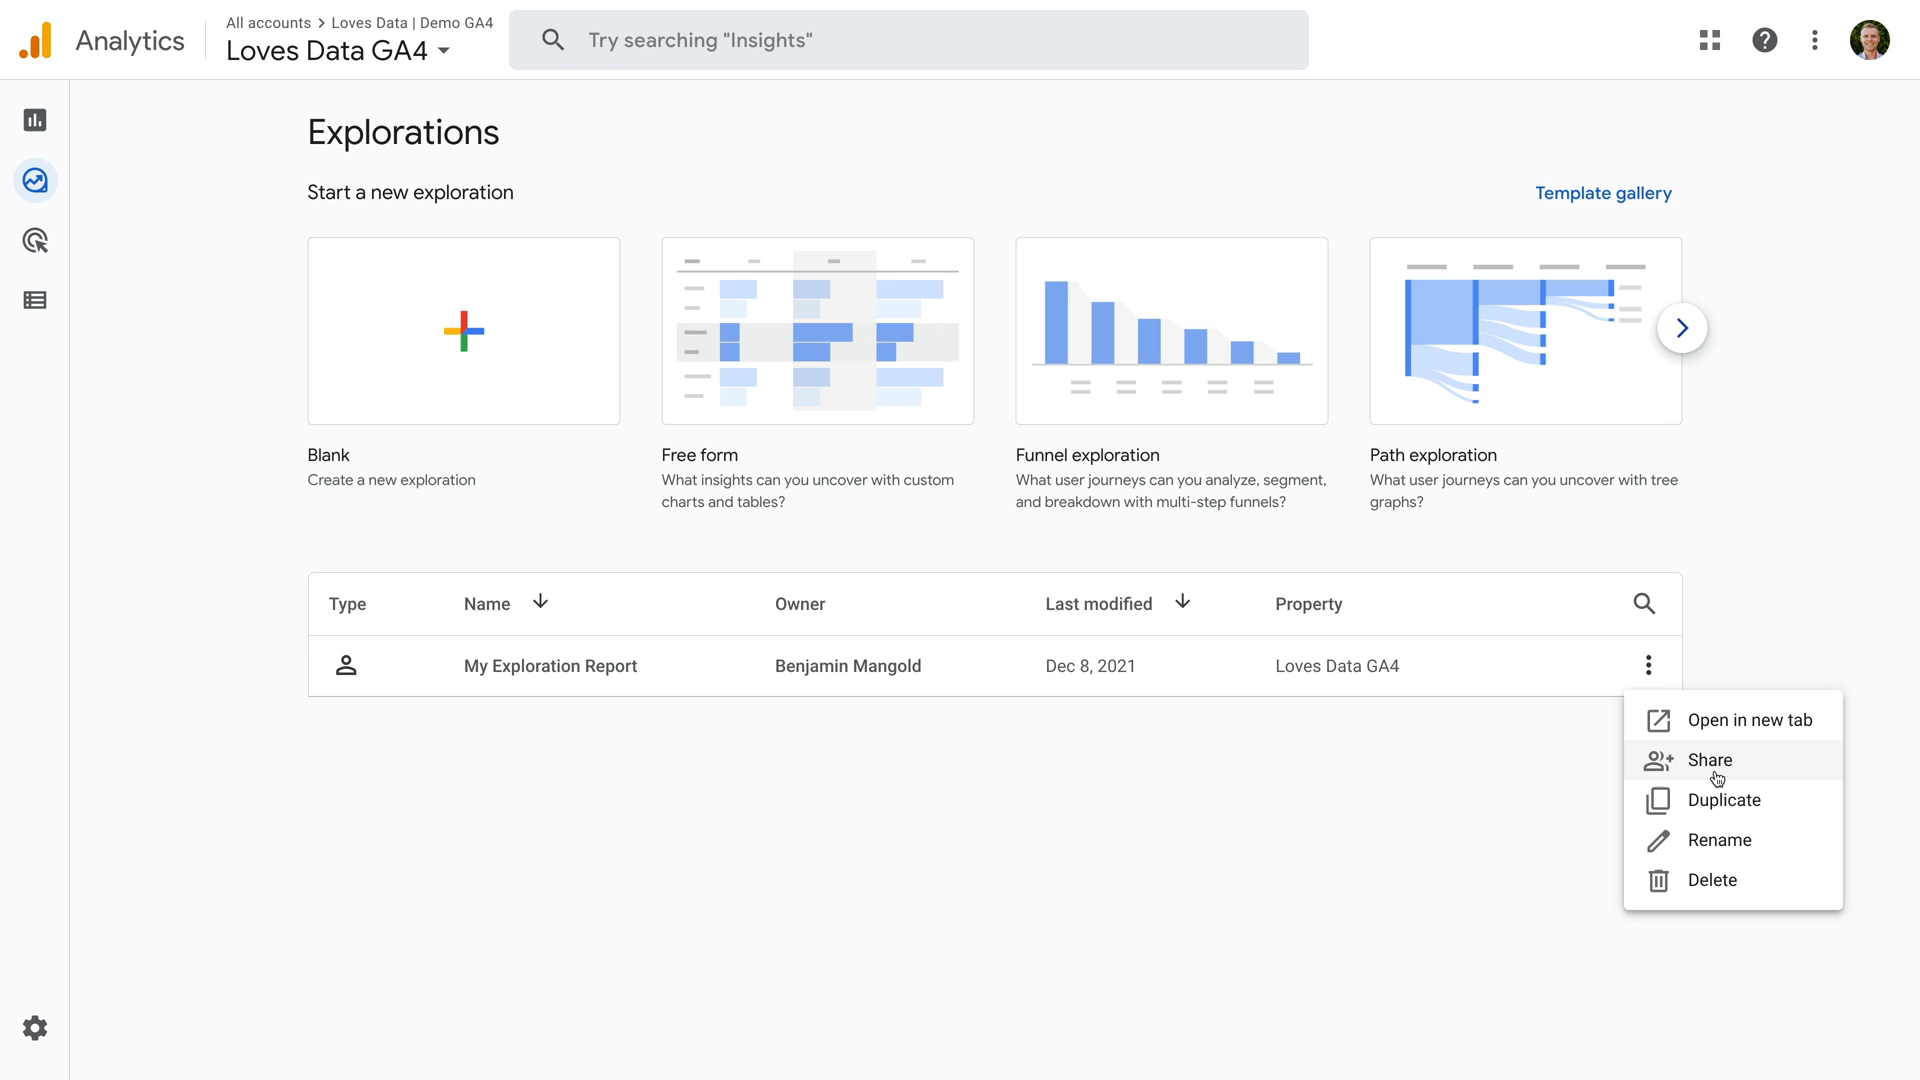 Analytics
All accounts > Loves Data | Demo GA4
Loves Data GA4
Try searching "Insights"
Explorations
Start a new exploration
Template gallery
Blank
Create a new exploration
Free form
What insights can you uncover with custom
charts and tables?
Funnel exploration
What user journeys can you analyze, segment,
and breakdown with multi-step funnels?
Path exploration
What user journeys can you uncover with tree
graphs?
Type Name Owner Last modified Property
My Exploration Report Benjamin Mangold Dec 8, 2021 Loves Data GA4
Open in new tab
Share
Duplicate
Rename
Delete